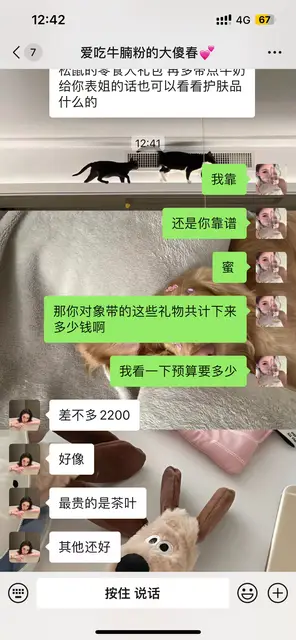 12:42
4G
67
7
爱吃牛腩粉的大傻春💕
松鼠的零食大礼包 再多带点牛奶
给你表姐的话也可以看看护肤品
什么的
12:41
我靠
还是你靠谱
蜜
那你对象带的这些礼物共计下来
多少钱啊
我看一下预算要多少
差不多2200
好像
最贵的是茶叶
其他还好
按住 说话